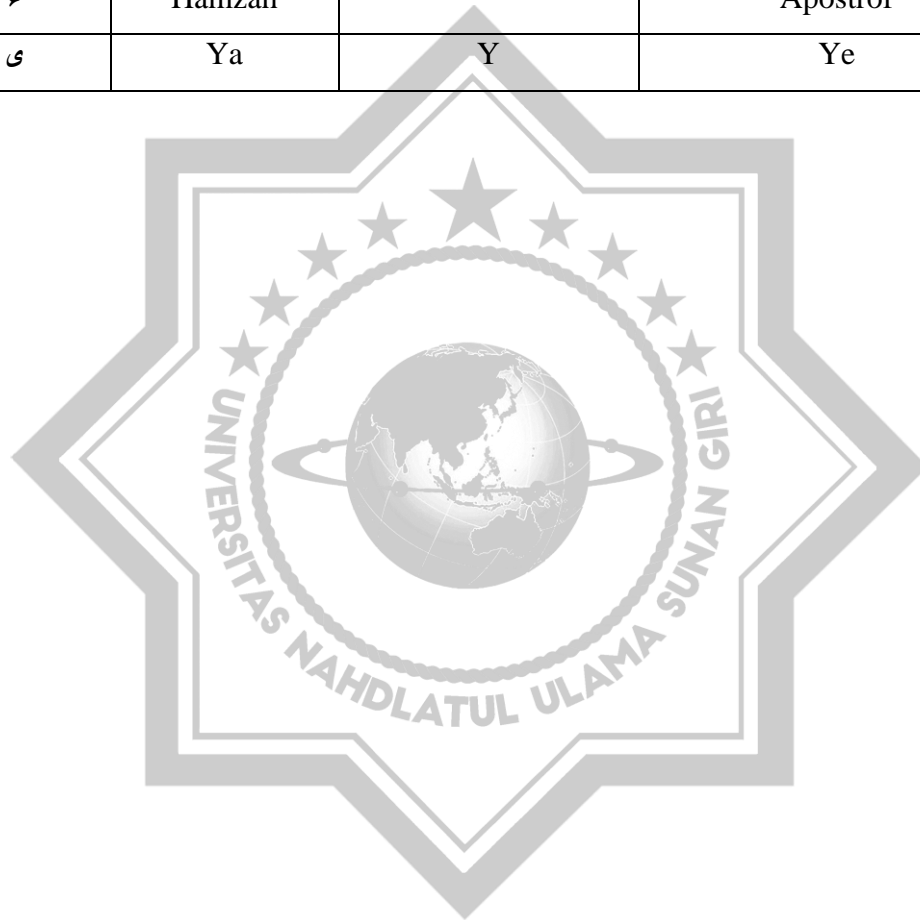 ء Hamzah Apostrof
ى Ya Y Ye
UNIVERSITAS NAHDLATUL ULAMA SUNAN GIRI